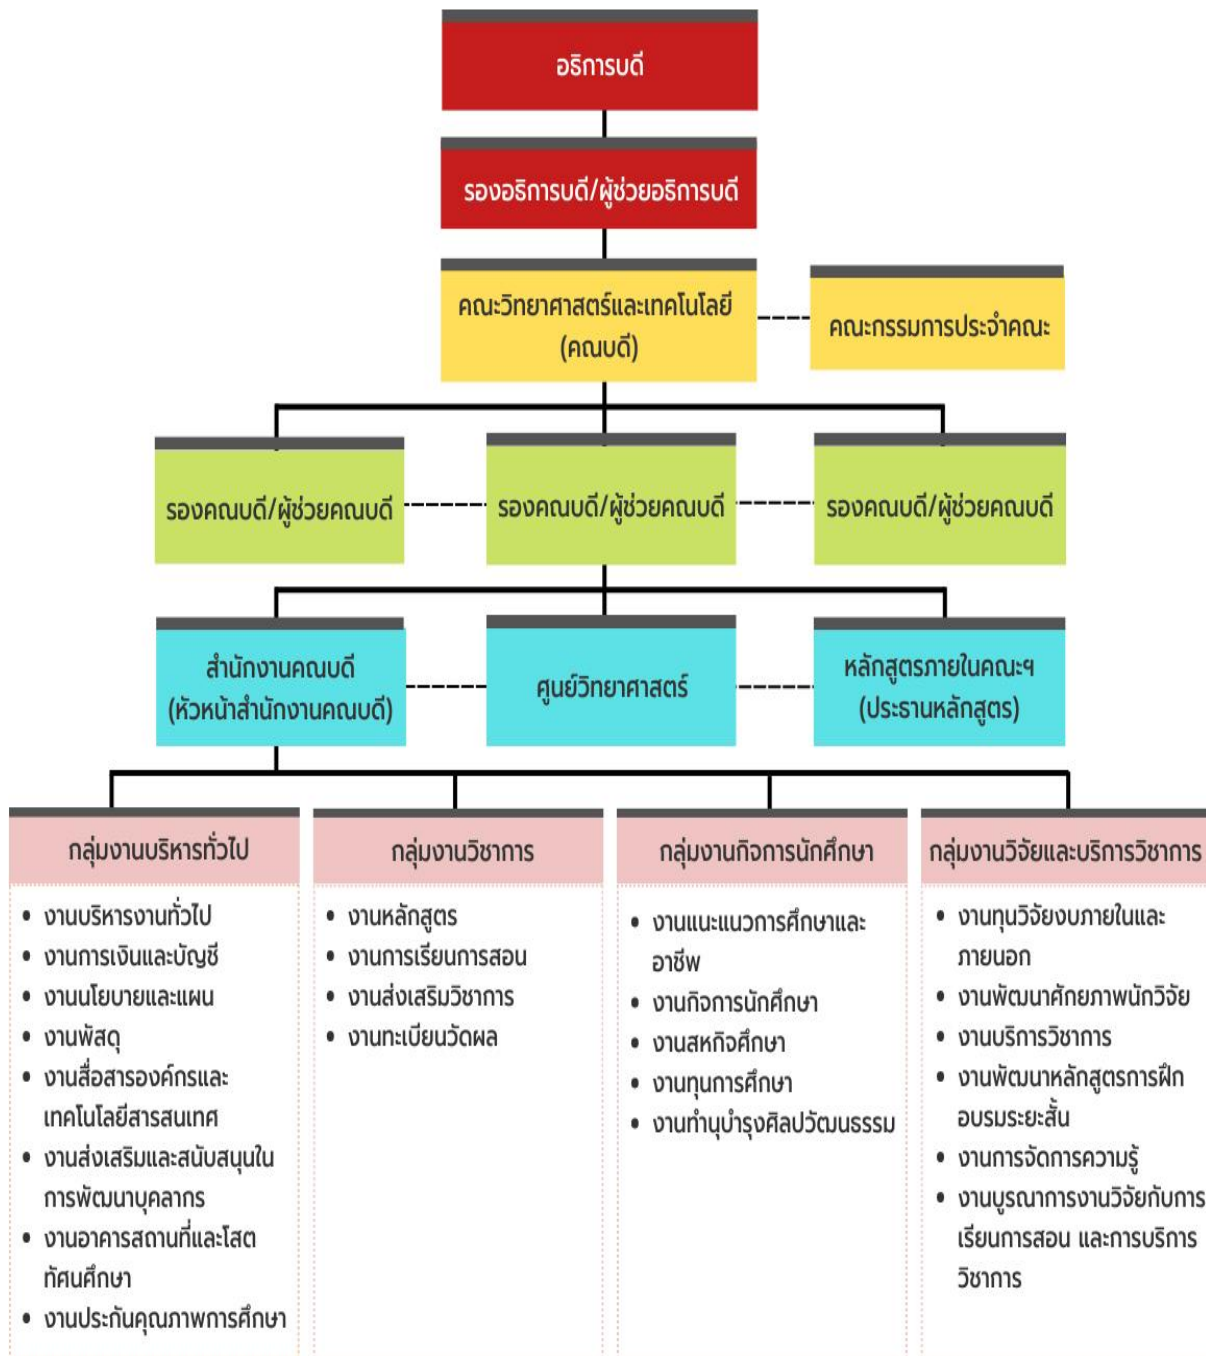 อธิการบดี
รองอธิการบดี/ผู้ช่วยอธิการบดี
คณะวิทยาศาสตร์และเทคโนโลยี
(คณบดี)
คณะกรรมการประจำคณะ
รองคณบดี/ผู้ช่วยคณบดี
รองคณบดี/ผู้ช่วยคณบดี
รองคณบดี/ผู้ช่วยคณบดี
สำนักงานคณบดี
(หัวหน้าสำนักงานคณบดี)
ศูนย์วิทยาศาสตร์
หลักสูตรภายในคณะฯ
(ประธานหลักสูตร)
กลุ่มงานบริหารทั่วไป
• งานบริหารงานทั่วไป
• งานการเงินและบัญชี
• งานนโยบายและแผน
• งานพัสดุ
• งานสื่อสารองค์กรและ
เทคโนโลยีสารสนเทศ
• งานส่งเสริมและสนับสนุนใน
การพัฒนาบุคลากร
• งานอาคารสถานที่และโสต
ทัศนศึกษา
• งานประกันคุณภาพการศึกษา
กลุ่มงานวิชาการ
• งานหลักสูตร
• งานการเรียนการสอน
• งานส่งเสริมวิชาการ
• งานทะเบียนวัดผล
กลุ่มงานกิจการนักศึกษา
• งานแนะแนวการศึกษาและ
อาชีพ
• งานกิจการนักศึกษา
• งานสหกิจศึกษา
• งานทุนการศึกษา
• งานทำนุบำรุงศิลปวัฒนธรรม
กลุ่มงานวิจัยและบริการวิชาการ
• งานทุนวิจัยงบภายในและ
ภายนอก
• งานพัฒนาศักยภาพนักวิจัย
• งานบริการวิชาการ
• งานพัฒนาหลักสูตรการฝึก
อบรมระยะสั้น
• งานการจัดการความรู้
• งานบูรณาการงานวิจัยกับการ
เรียนการสอน และการบริการ
วิชาการ